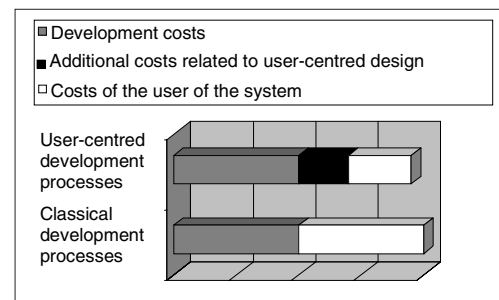 Development costs
Additional costs related to user-centred design
Costs of the user of the system
User-centred
development
processes
Classical
development
processes